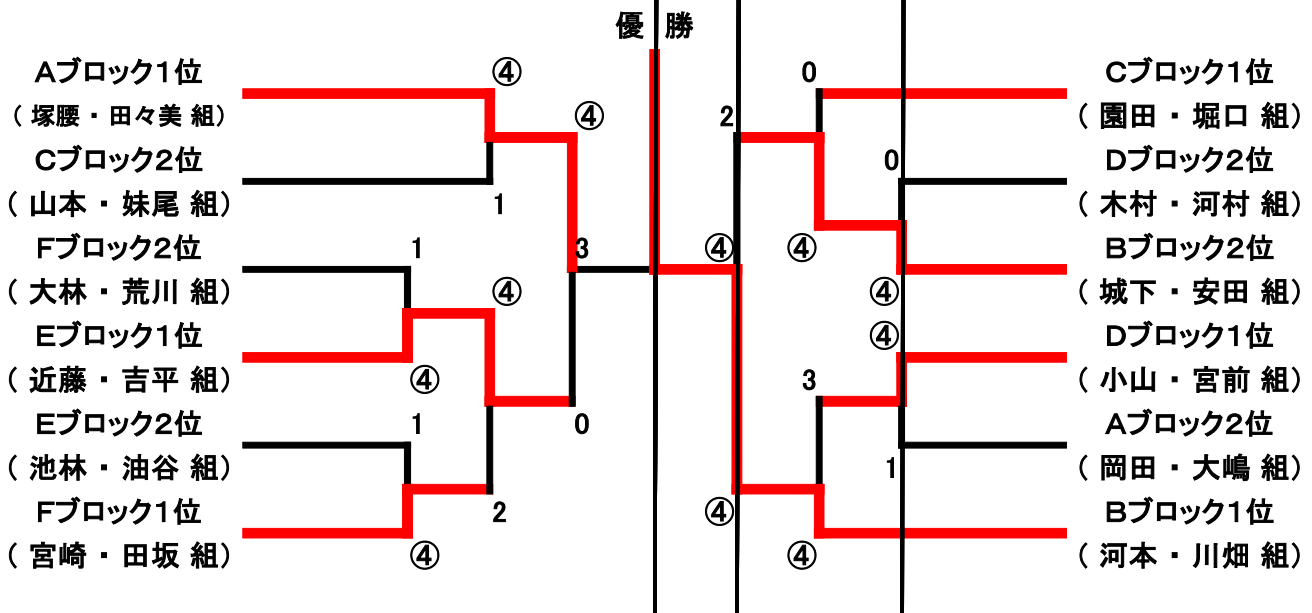 優勝
Aブロック1位
④
0
Cブロック1位
( 塚腰・田々美 組)
④
2
( 園田・堀口 組)
Cブロック2位
0
Dブロック2位
( 山本・妹尾 組)
1
( 木村・河村 組)
Fブロック2位
1
3
④
④
Bブロック2位
( 大林・荒川 組)
④
④
( 城下・安田 組)
Eブロック1位
④
Dブロック1位
( 近藤・吉平 組)
④
3
( 小山・宮前 組)
Eブロック2位
1
0
Aブロック2位
( 池林・油谷 組)
1
( 岡田・大嶋 組)
Fブロック1位
2
④
Bブロック1位
( 宮崎・田坂 組)
④
④
( 河本・川畑 組)